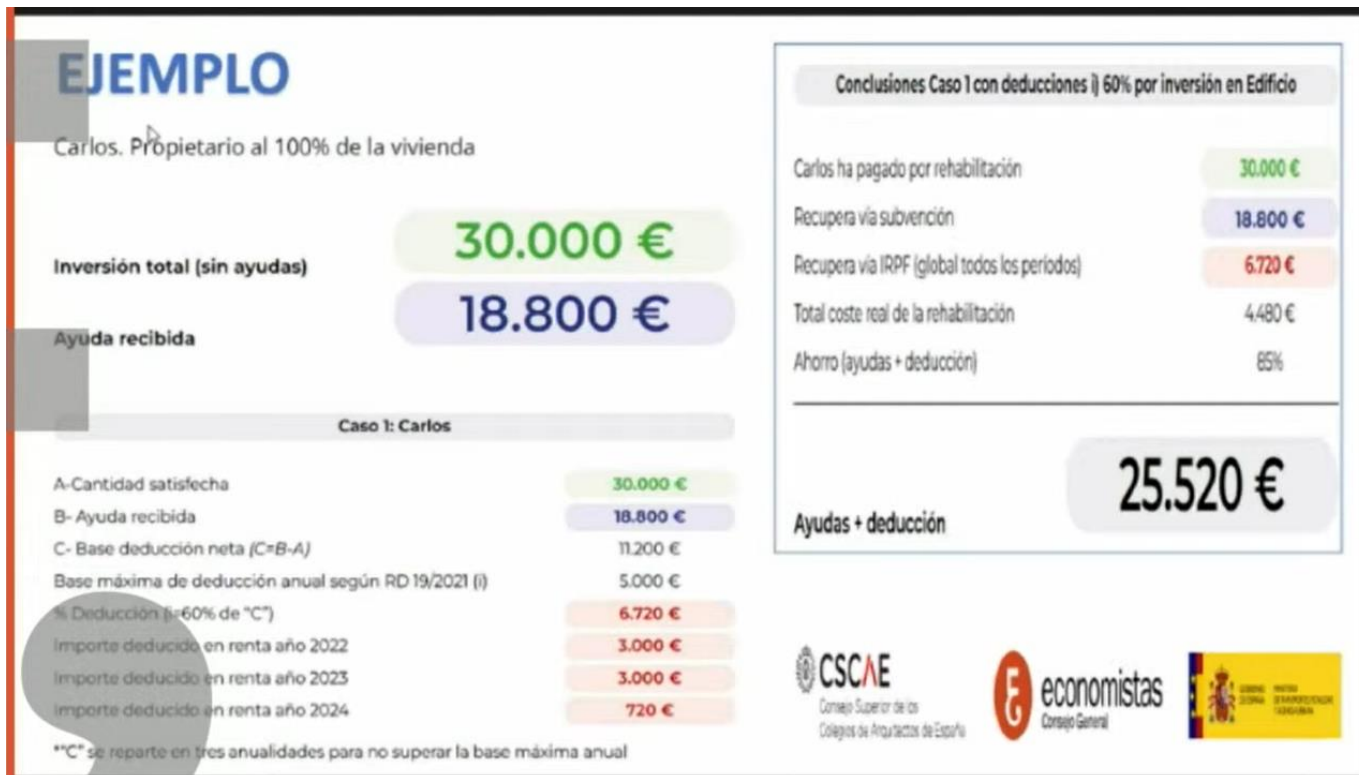 EJEMPLO
Carlos. Propietario al 100% de la vivienda
Inversión total (sin ayudas) 30.000 €
Ayuda recibida 18.800 €
Caso 1: Carlos
A-Cantidad satisfecha 30.000 €
B- Ayuda recibida 18.800 €
C- Base deducción neta (C=B-A) 11.200 €
Base máxima de deducción anual según RD 19/2021 (i) 5.000 €
% Deducción (i=60% de "C") 6.720 €
Importe deducido en renta año 2022 3.000 €
Importe deducido en renta año 2023 3.000 €
Importe deducido en renta año 2024 720 €
*"C" se reparte en tres anualidades para no superar la base máxima anual
Conclusiones Caso 1 con deducciones i) 60% por inversión en Edificio
Carlos ha pagado por rehabilitación 30.000 €
Recupera vía subvención 18.800 €
Recupera vía IRPF (global todos los períodos) 6.720 €
Total coste real de la rehabilitación 4.480 €
Ahorro (ayudas + deducción) 85%
Ayudas + deducción 25.520 €
CSCAE
Consejo Superior de los
Colegios de Arquitectos de España
economistas
Consejo General